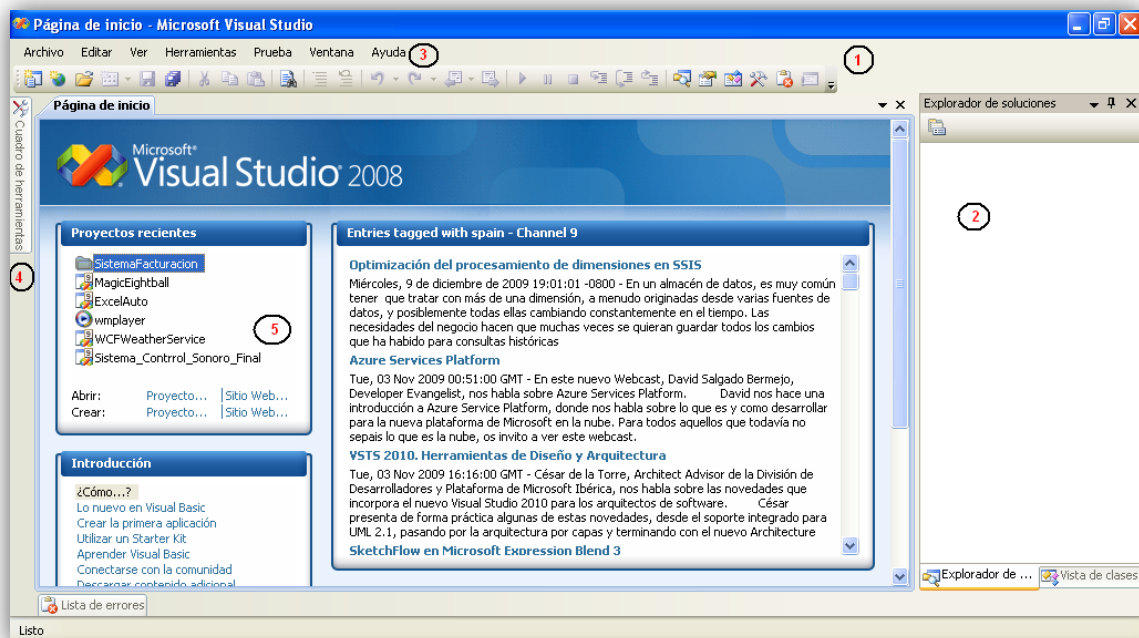 Página de inicio - Microsoft Visual Studio
Archivo Editar Ver Herramientas Prueba Ventana Ayuda 3
1
Página de inicio
Explorador de soluciones
Cuadro de herramientas
Microsoft®
Visual Studio® 2008
2
4
Proyectos recientes
SistemaFacturacion
MagicEightball
ExcelAuto
wmplayer
5
WCFWeatherService
Sistema_Contrrol_Sonoro_Final
Abrir: Proyecto... |Sitio Web...
Crear: Proyecto... |Sitio Web...
Introducción
¿Cómo...?
Lo nuevo en Visual Basic
Crear la primera aplicación
Utilizar un Starter Kit
Aprender Visual Basic
Conectarse con la comunidad
Descargar contenido adicional
Entries tagged with spain - Channel 9
Optimización del procesamiento de dimensiones en SSIS
Miércoles, 9 de diciembre de 2009 19:01:01 -0800 - En un almacén de datos, es muy común
tener que tratar con más de una dimensión, a menudo originadas desde varias fuentes de
datos, y posiblemente todas ellas cambiando constantemente en el tiempo. Las
necesidades del negocio hacen que muchas veces se quieran guardar todos los cambios
que ha habido para consultas históricas
Azure Services Platform
Tue, 03 Nov 2009 00:51:00 GMT - En este nuevo Webcast, David Salgado Bermejo,
Developer Evangelist, nos habla sobre Azure Services Platform. David nos hace una
introducción a Azure Service Platform, donde nos habla sobre lo que es y como desarrollar
para la nueva plataforma de Microsoft en la nube. Para todos aquellos que todavía no
sepais lo que es la nube, os invito a ver este webcast.
VSTS 2010. Herramientas de Diseño y Arquitectura
Tue, 03 Nov 2009 16:16:00 GMT - César de la Torre, Architect Advisor de la División de
Desarrolladores y Plataforma de Microsoft Ibérica, nos habla sobre las novedades que
incorpora el nuevo Visual Studio 2010 para los arquitectos de software. César
presenta de forma práctica algunas de estas novedades, desde el soporte integrado para
UML 2.1, pasando por la arquitectura por capas y terminando con el nuevo Architecture
SketchFlow en Microsoft Expression Blend 3
Explorador de ... Vista de clases
Lista de errores
Listo